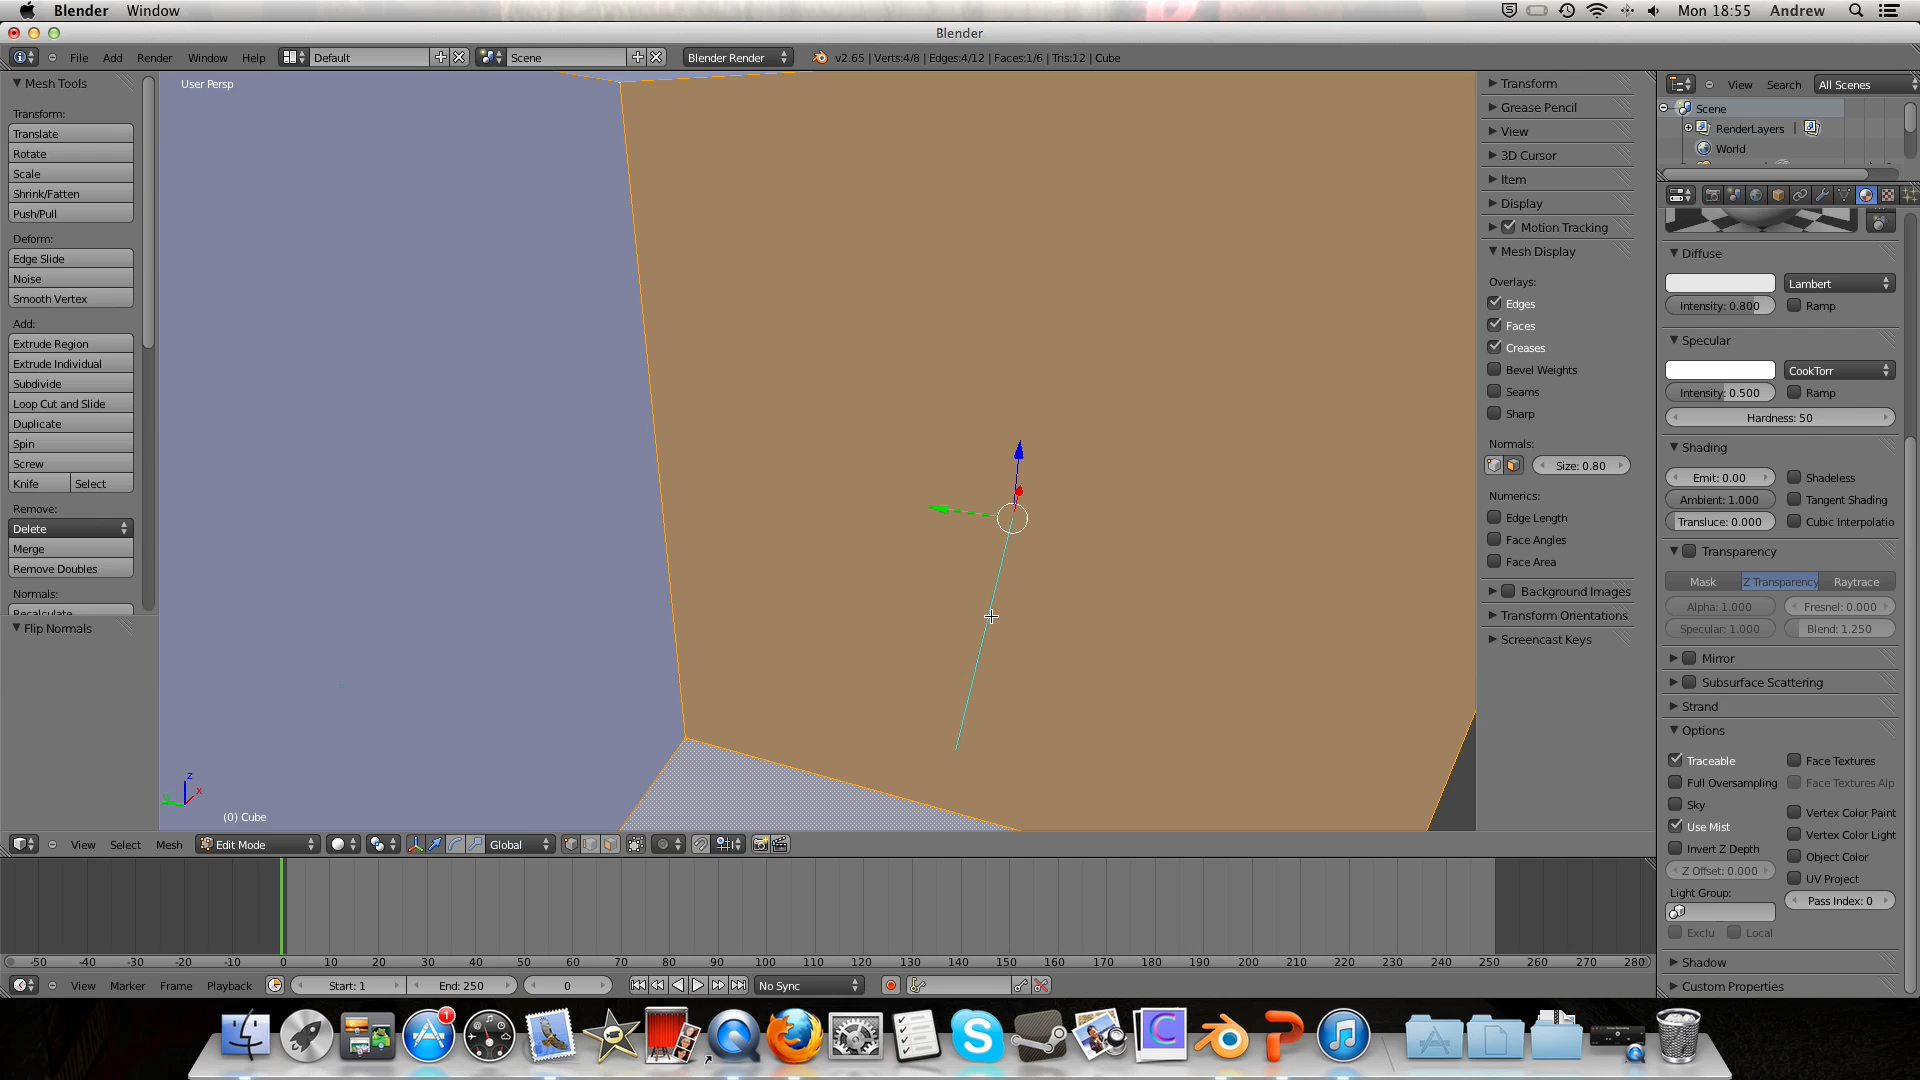 Blender Window
Mon 18:55 Andrew
Blender
File Add Render Window Help Default Scene Blender Render v2.65 | Verts:4/8 | Edges:4/12 | Faces:1/6 | Tris:12 | Cube
Mesh Tools
Transform:
Translate
Rotate
Scale
Shrink/Fatten
Push/Pull
Deform:
Edge Slide
Noise
Smooth Vertex
Add:
Extrude Region
Extrude Individual
Subdivide
Loop Cut and Slide
Duplicate
Spin
Screw
Knife Select
Remove:
Delete
Merge
Remove Doubles
Normals:
Recalculate
Flip Normals
User Persp
z
x
(0) Cube
Transform
Grease Pencil
View
3D Cursor
Item
Display
Motion Tracking
Mesh Display
Overlays:
Edges
Faces
Creases
Bevel Weights
Seams
Sharp
Normals:
Size: 0.80
Numerics:
Edge Length
Face Angles
Face Area
Background Images
Transform Orientations
Screencast Keys
View Search All Scenes
Scene
RenderLayers
World
Diffuse
Lambert
Intensity: 0.800 Ramp
Specular
CookTorr
Intensity: 0.500 Ramp
Hardness: 50
Shading
Emit: 0.00 Shadeless
Ambient: 1.000 Tangent Shading
Transluce: 0.000 Cubic Interpolatio
Transparency
Mask Z Transparency Raytrace
Alpha: 1.000 Fresnel: 0.000
Specular: 1.000 Blend: 1.250
Mirror
Subsurface Scattering
Strand
Options
Traceable Face Textures
Full Oversampling Face Textures Alp
Sky Vertex Color Paint
Use Mist Vertex Color Light
Invert Z Depth Object Color
Z Offset: 0.000 UV Project
Light Group: Pass Index: 0
Exclu Local
Shadow
Custom Properties
View Select Mesh Edit Mode Global
-50 -40 -30 -20 -10 0 10 20 30 40 50 60 70 80 90 100 110 120 130 140 150 160 170 180 190 200 210 220 230 240 250 260 270 280
View Marker Frame Playback Start: 1 End: 250 0 No Sync
1